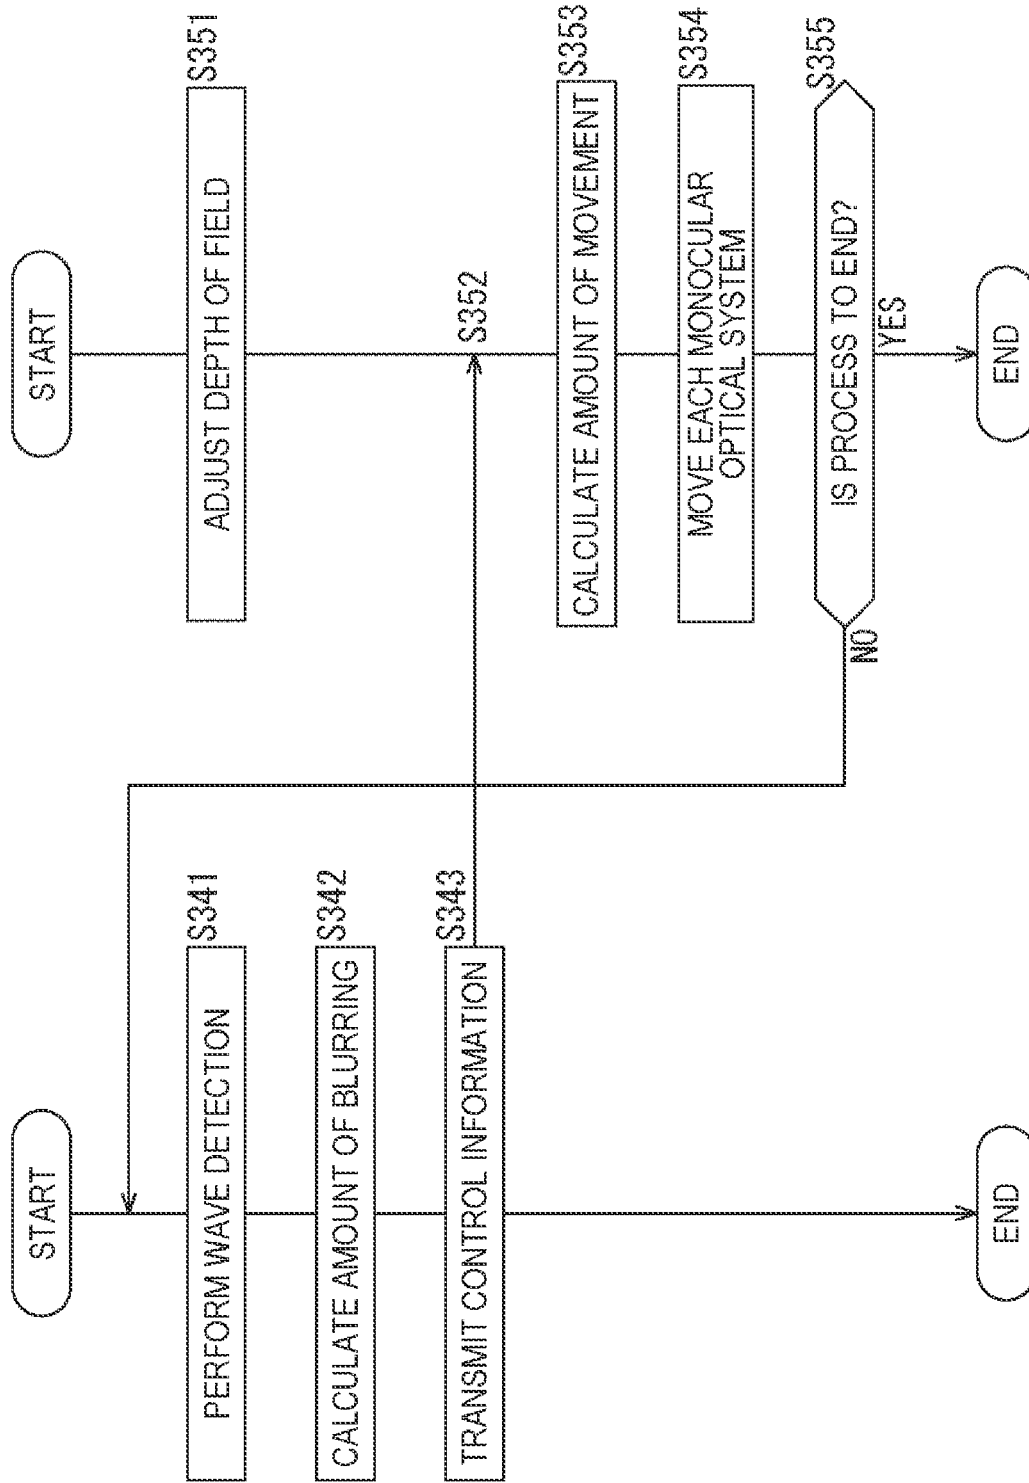 START
PERFORM WAVE DETECTION
S341
CALCULATE AMOUNT OF BLURRING
S342
TRANSMIT CONTROL INFORMATION
S343
END
START
ADJUST DEPTH OF FIELD
S351
S352
CALCULATE AMOUNT OF MOVEMENT
S353
MOVE EACH MONOCULAR
OPTICAL SYSTEM
S354
IS PROCESS TO END?
S355
NO
YES
END